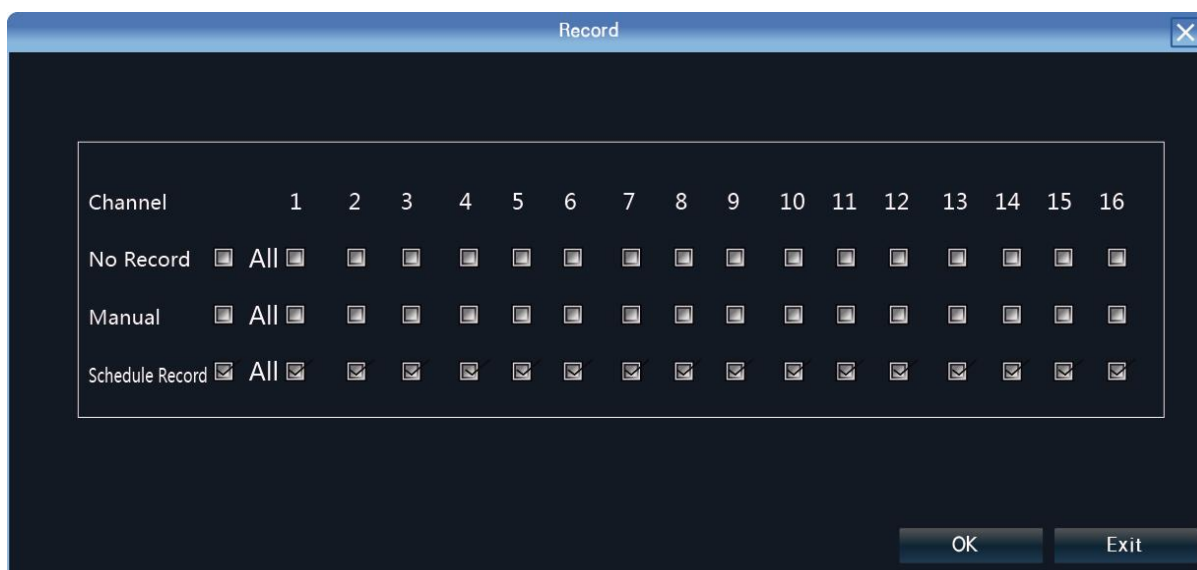 Record
Channel 1 2 3 4 5 6 7 8 9 10 11 12 13 14 15 16
No Record All
Manual All
Schedule Record All
OK Exit